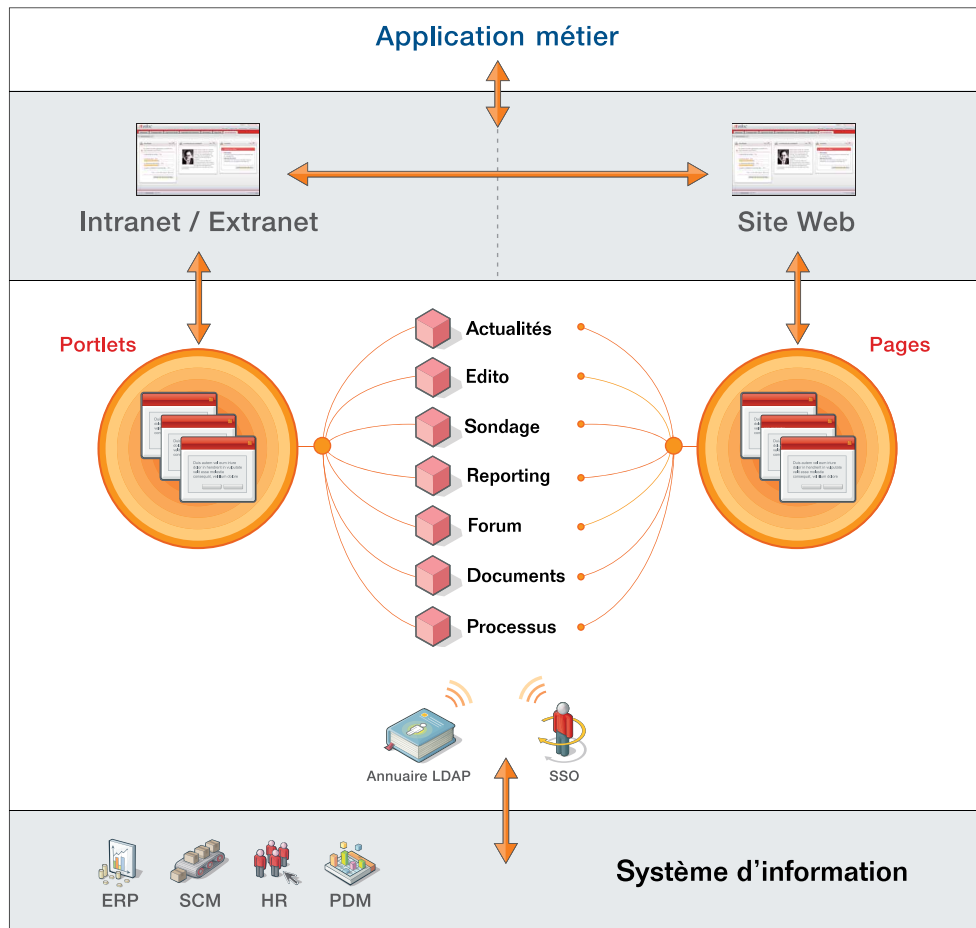 Application métier
Intranet / Extranet
Site Web
Portlets
Pages
Actualités
Edito
Sondage
Reporting
Forum
Documents
Processus
Annuaire LDAP
SSO
ERP
SCM
HR
PDM
Système d'information